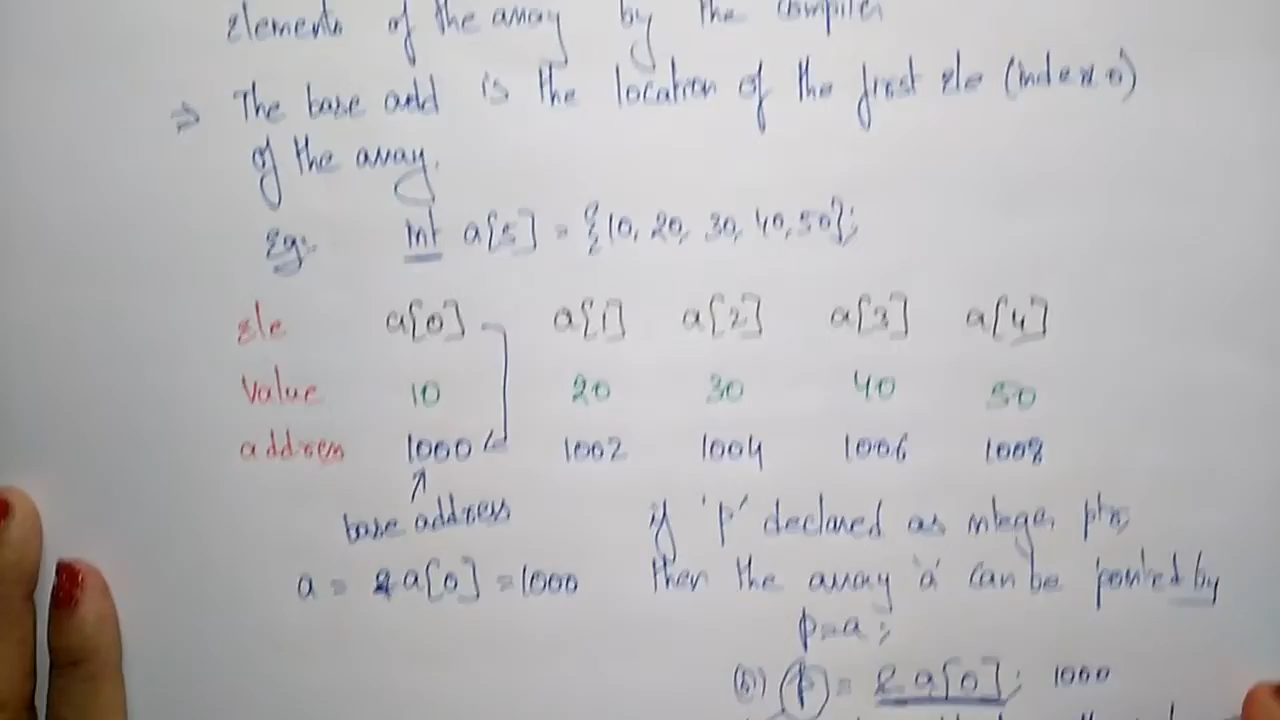 elements of the array by the compiler
⇒ The base add is the location of the first ele (index 0)
of the array.
Eg:- int a[5] = {10, 20, 30, 40, 50};
ele a[0] a[1] a[2] a[3] a[4]
Value 10 20 30 40 50
address 1000 1002 1004 1006 1008
base address
a = &a[0] = 1000
if 'p' declared as integer ptr,
then the array 'a' can be pointed by
p=a;
(or) p = &a[0]; 1000